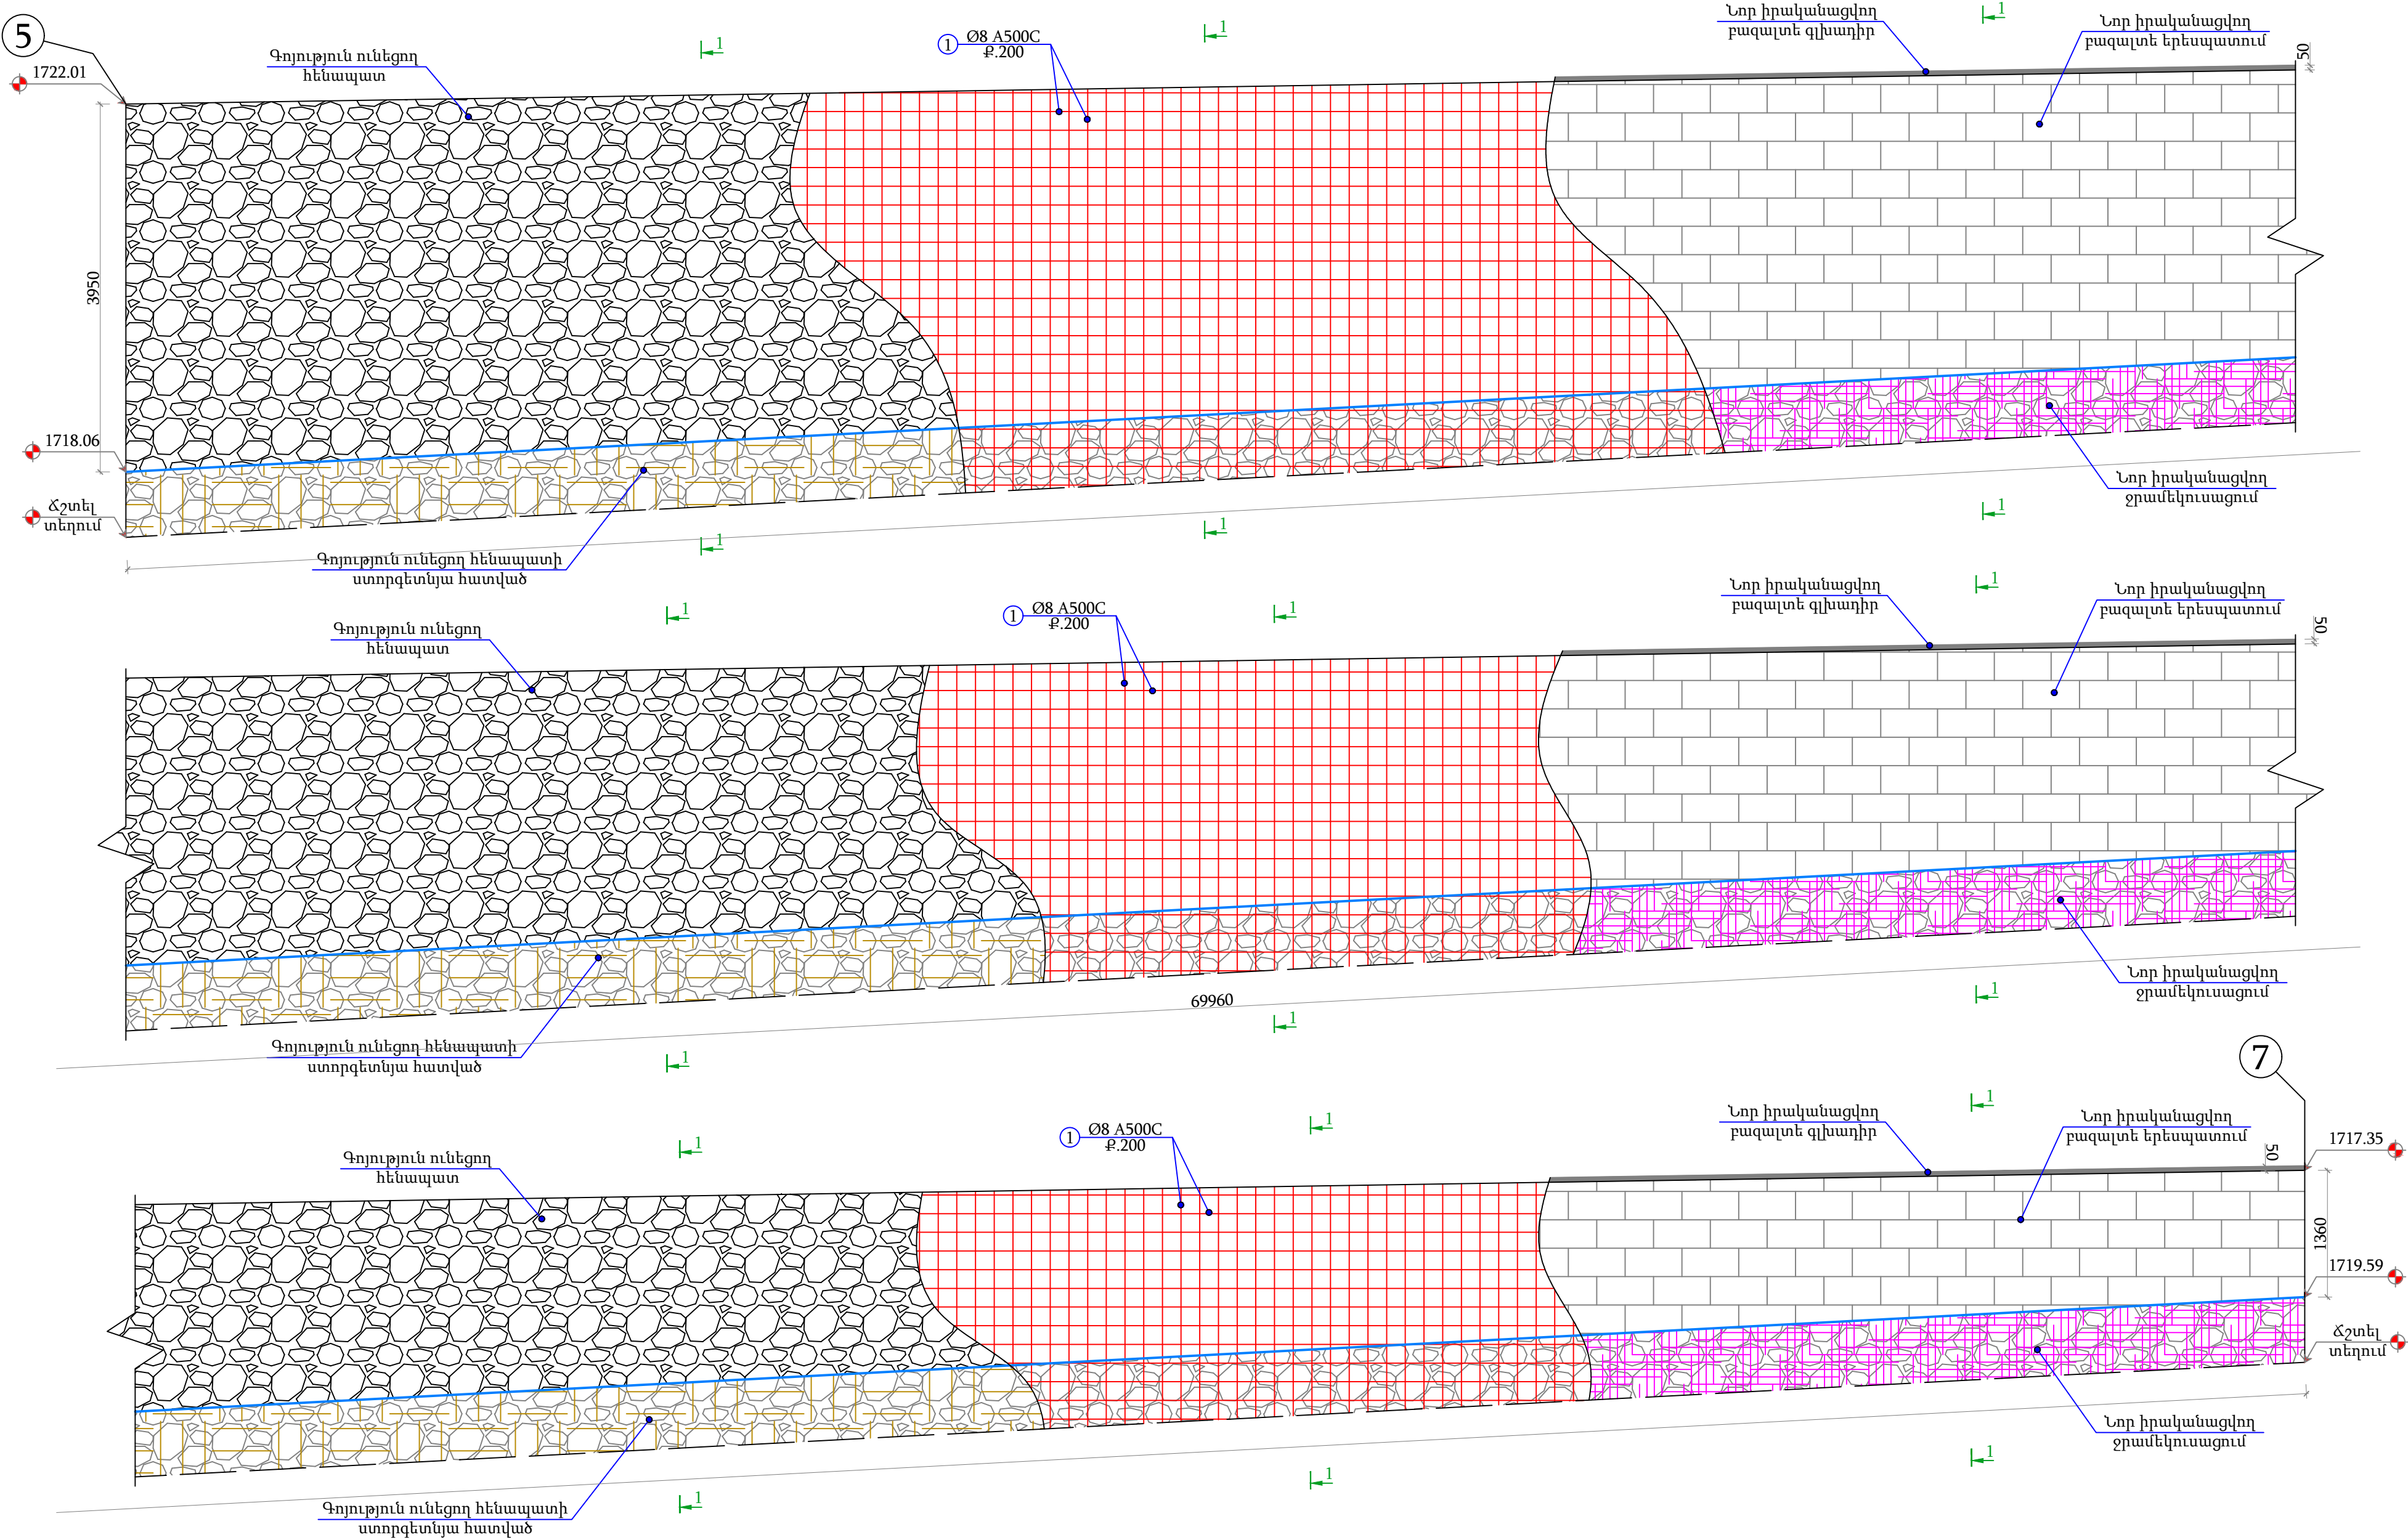 5
1722.01
Գոյություն ունեցող
հենապատ
1
1 Ø8 A500C
Ք.200
1
Նոր իրականացվող
բազալտե գլխադիր
1
Նոր իրականացվող
բազալտե երեսպատում
50
3950
1718.06
Ճշտել
տեղում
Գոյություն ունեցող հենապատի
ստորգետնյա հատված
1
1
1
Նոր իրականացվող
ջրամեկուսացում
Գոյություն ունեցող
հենապատ
1
1 Ø8 A500C
Ք.200
1
Նոր իրականացվող
բազալտե գլխադիր
1
Նոր իրականացվող
բազալտե երեսպատում
50
Գոյություն ունեցող հենապատի
ստորգետնյա հատված
1
69960
1
1
Նոր իրականացվող
ջրամեկուսացում
7
Գոյություն ունեցող
հենապատ
1
1 Ø8 A500C
Ք.200
1
Նոր իրականացվող
բազալտե գլխադիր
1
Նոր իրականացվող
բազալտե երեսպատում
50
1717.35
1360
1719.59
Ճշտել
տեղում
Գոյություն ունեցող հենապատի
ստորգետնյա հատված
1
1
1
Նոր իրականացվող
ջրամեկուսացում